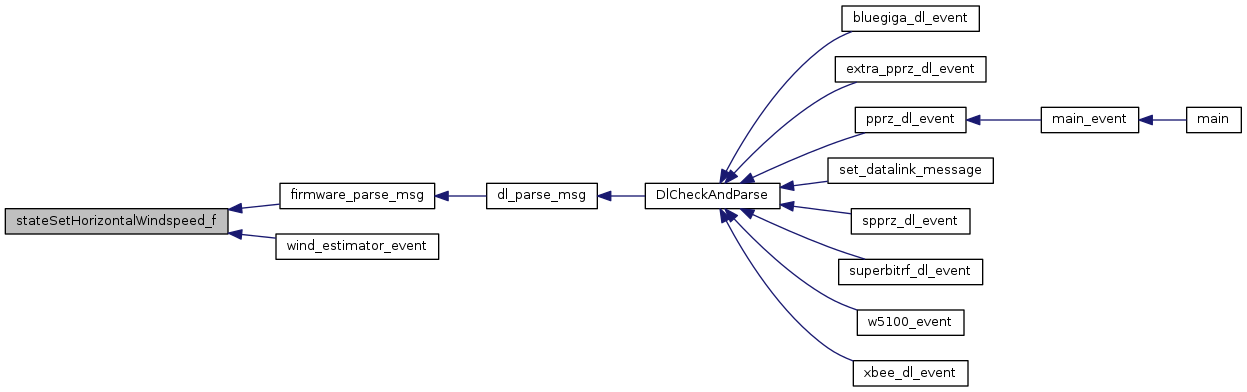 bluegiga_dl_event
extra_pprz_dl_event
pprz_dl_event
main_event
main
set_datalink_message
firmware_parse_msg
dl_parse_msg
DlCheckAndParse
stateSetHorizontalWindspeed_f
spprz_dl_event
wind_estimator_event
superbitrf_dl_event
w5100_event
xbee_dl_event